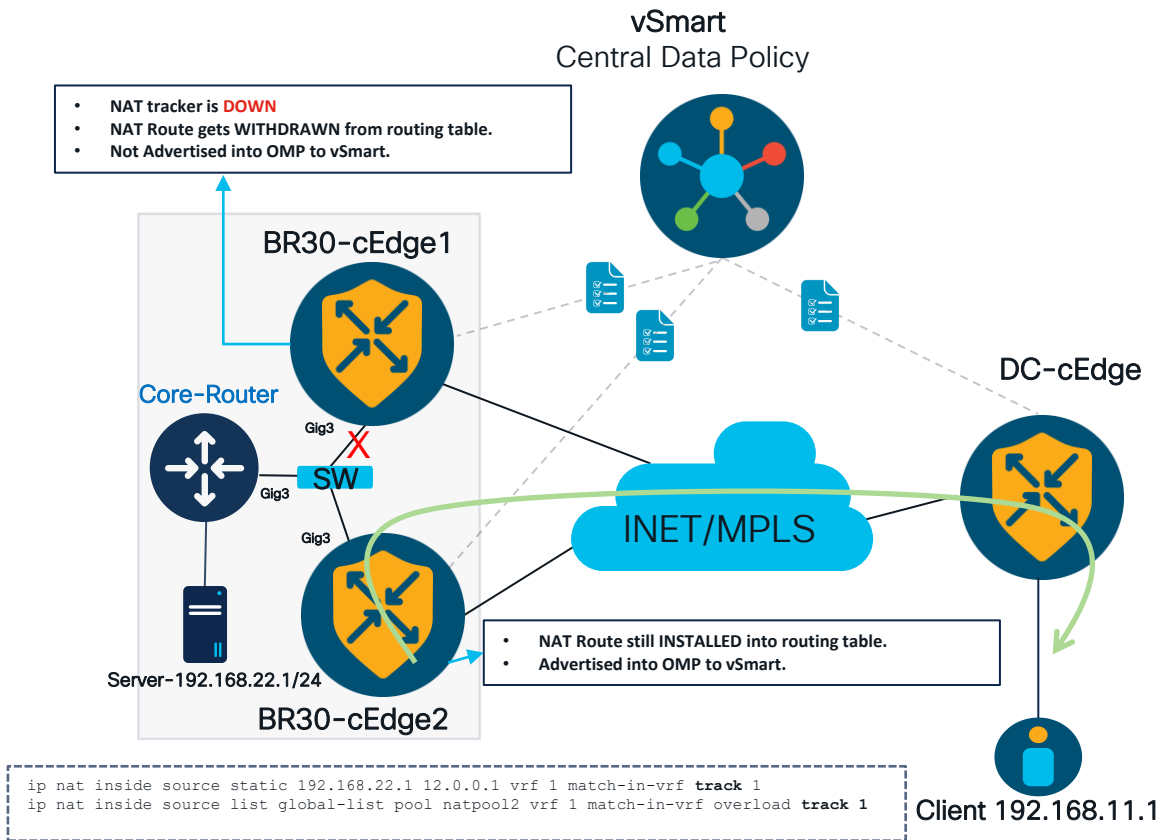 vSmart
Central Data Policy
• NAT tracker is DOWN
• NAT Route gets WITHDRAWN from routing table.
• Not Advertised into OMP to vSmart.
BR30-cEdge1
DC-cEdge
Core-Router
Gig3
X
SW
Gig3
Gig3
INET/MPLS
• NAT Route still INSTALLED into routing table.
• Advertised into OMP to vSmart.
Server-192.168.22.1/24
BR30-cEdge2
ip nat inside source static 192.168.22.1 12.0.0.1 vrf 1 match-in-vrf track 1
ip nat inside source list global-list pool natpool2 vrf 1 match-in-vrf overload track 1
Client 192.168.11.1